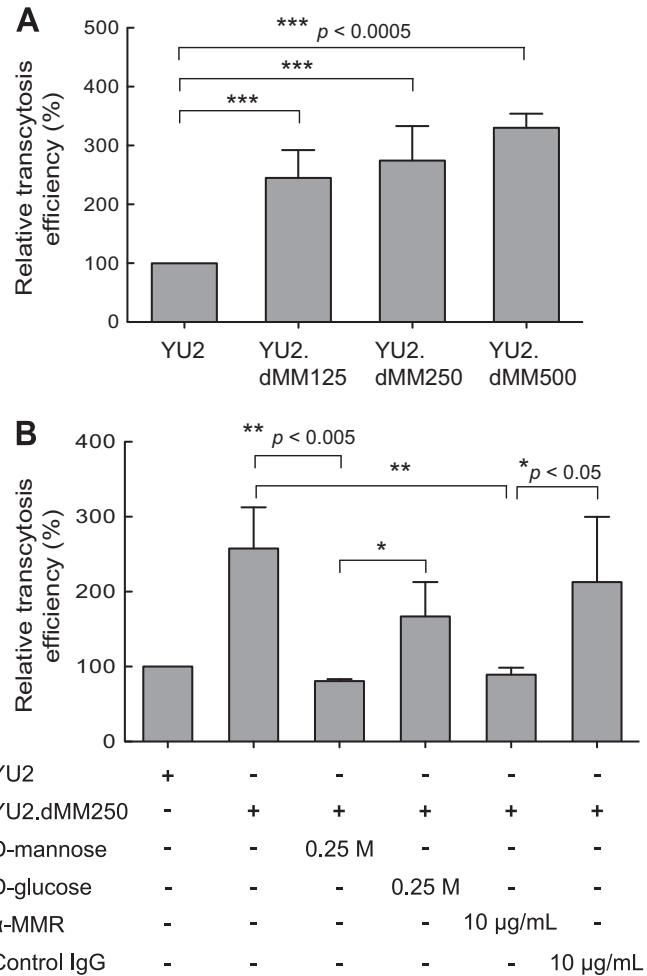 A
*** p < 0.0005
***
***
Relative transcytosis
efficiency (%)
500
400
300
200
100
0
YU2 YU2. YU2. YU2.
dMM125 dMM250 dMM500
B
** p < 0.005
**
* p < 0.05
*
Relative transcytosis
efficiency (%)
400
300
200
100
0
YU2 + - - - - -
YU2.dMM250 - + + + + +
D-mannose - - 0.25 M - - -
D-glucose - - - 0.25 M - -
α-MMR - - - - 10 µg/mL -
Control IgG - - - - - 10 µg/mL